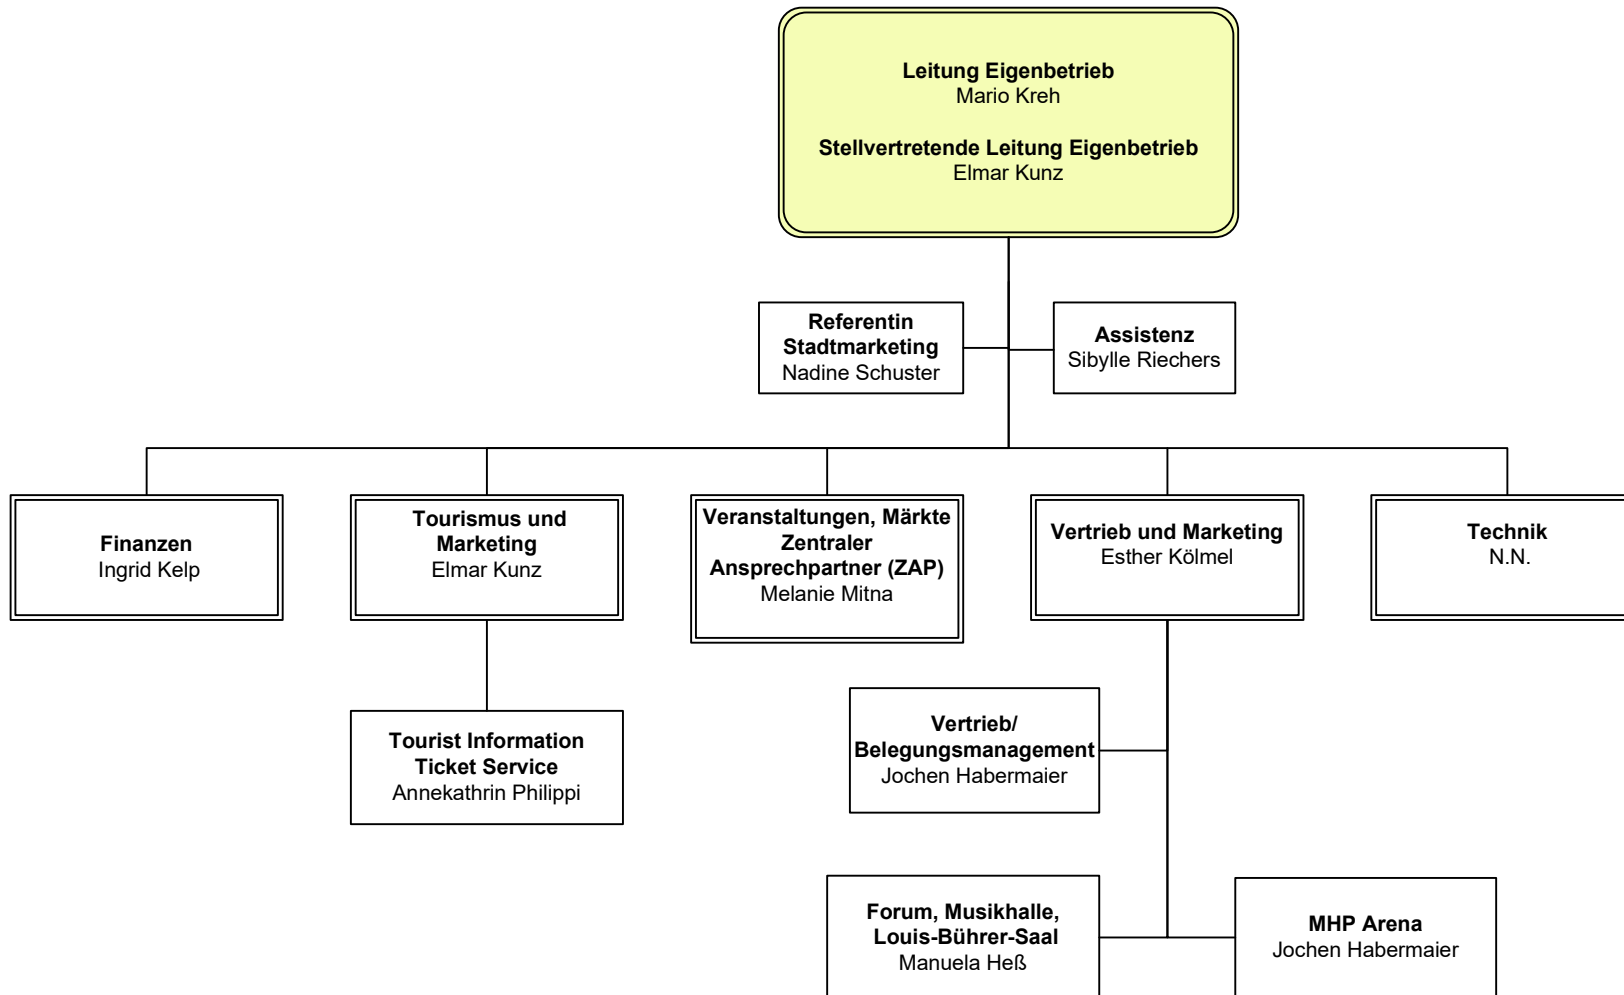 Leitung Eigenbetrieb
Mario Kreh
Stellvertretende Leitung Eigenbetrieb
Elmar Kunz
Referentin
Stadtmarketing
Nadine Schuster
Assistenz
Sibylle Riechers
Finanzen
Ingrid Kelp
Tourismus und
Marketing
Elmar Kunz
Veranstaltungen, Märkte
Zentraler
Ansprechpartner (ZAP)
Melanie Mitna
Vertrieb und Marketing
Esther Kölmel
Technik
N.N.
Tourist Information
Ticket Service
Annekathrin Philippi
Vertrieb/
Belegungsmanagement
Jochen Habermaier
Forum, Musikhalle,
Louis-Bührer-Saal
Manuela Heß
MHP Arena
Jochen Habermaier